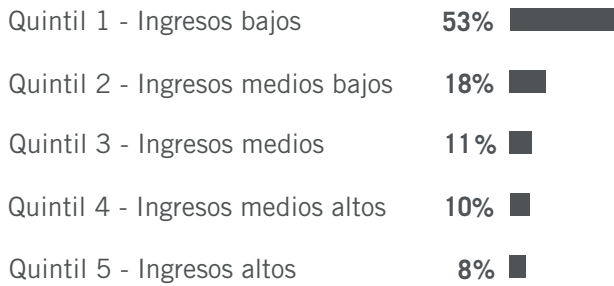 Quintil 1 - Ingresos bajos 53%
Quintil 2 - Ingresos medios bajos 18%
Quintil 3 - Ingresos medios 11%
Quintil 4 - Ingresos medios altos 10%
Quintil 5 - Ingresos altos 8%